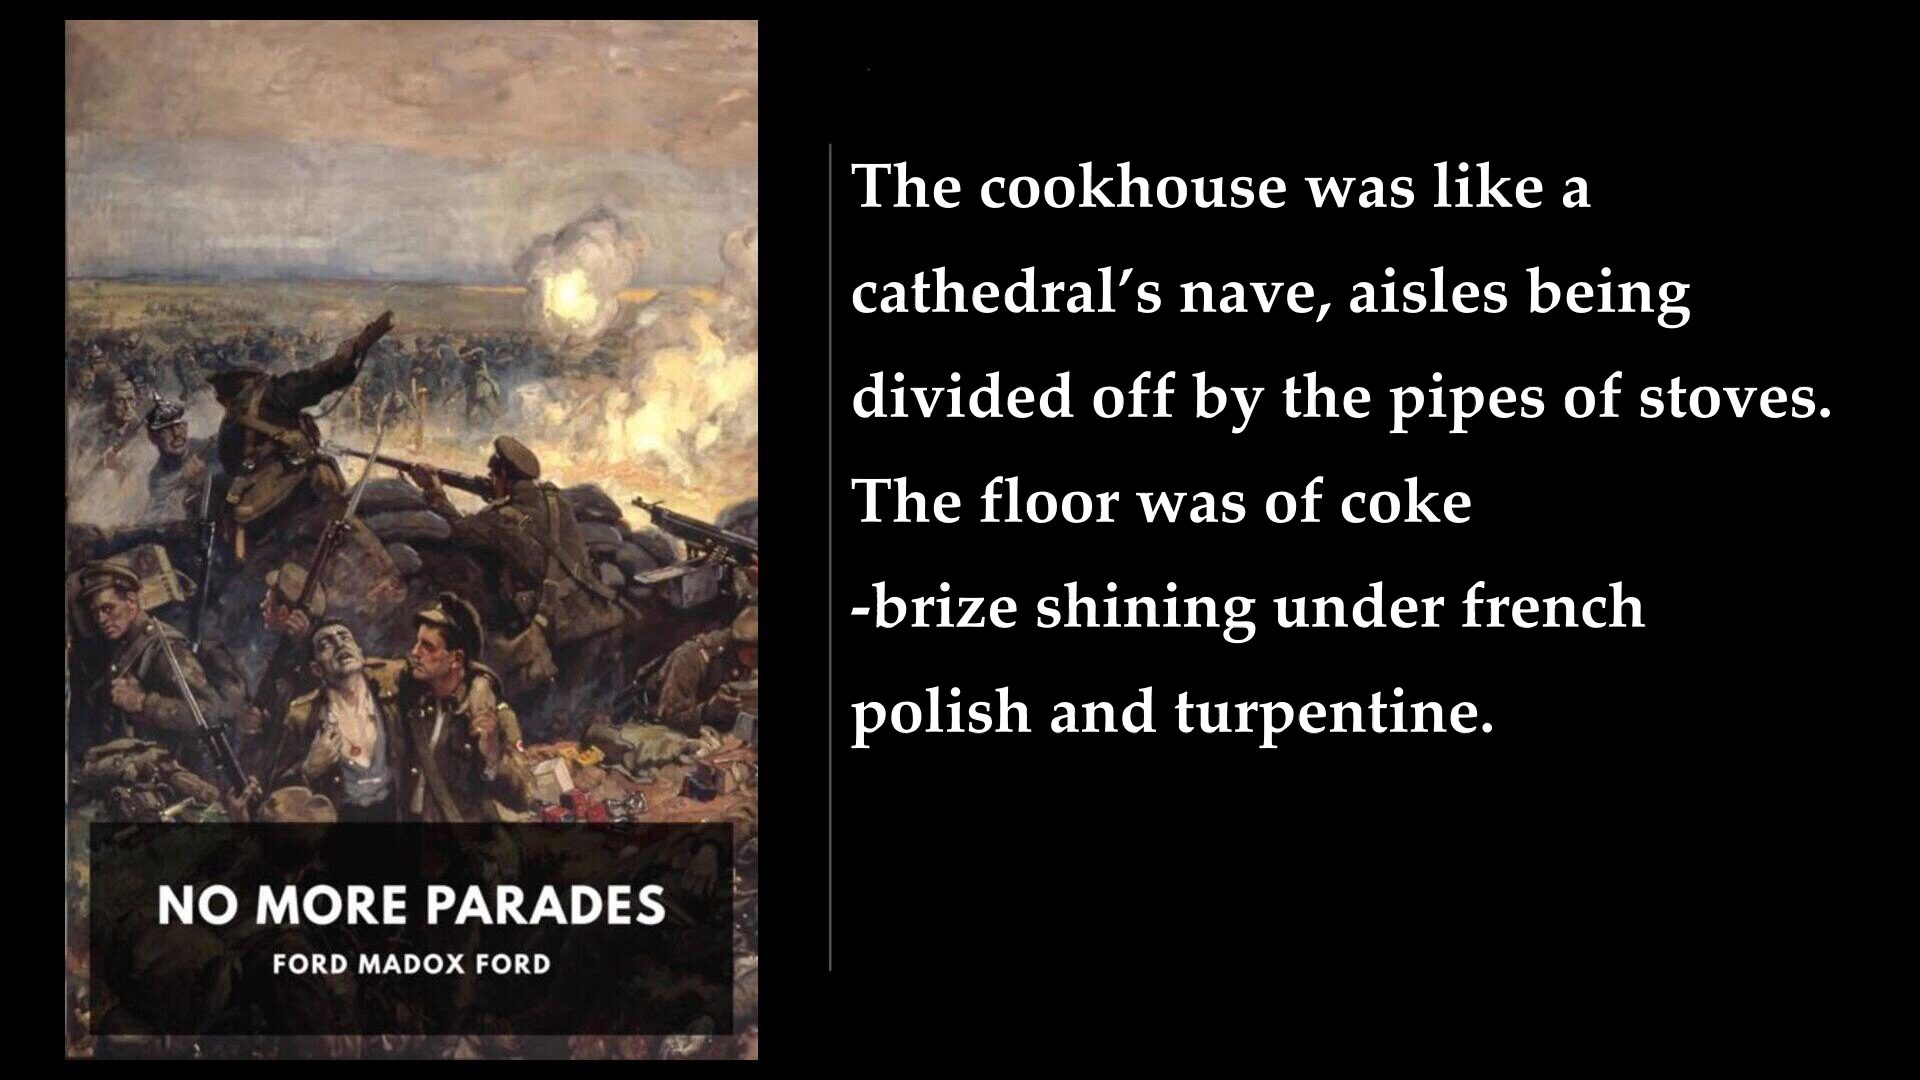 The cookhouse was like a
cathedral’s nave, aisles being
divided off by the pipes of stoves.
The floor was of coke
-brize shining under french
polish and turpentine.
NO MORE PARADES
FORD MADOX FORD